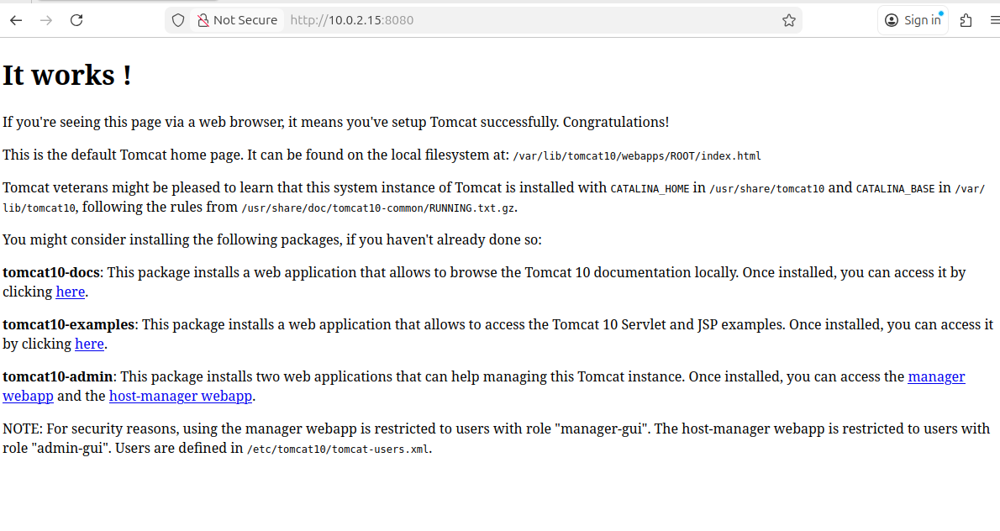 Not Secure http://10.0.2.15:8080 Sign in
It works !
If you're seeing this page via a web browser, it means you've setup Tomcat successfully. Congratulations!
This is the default Tomcat home page. It can be found on the local filesystem at: /var/lib/tomcat10/webapps/ROOT/index.html
Tomcat veterans might be pleased to learn that this system instance of Tomcat is installed with CATALINA_HOME in /usr/share/tomcat10 and CATALINA_BASE in /var/
lib/tomcat10, following the rules from /usr/share/doc/tomcat10-common/RUNNING.txt.gz.
You might consider installing the following packages, if you haven't already done so:
tomcat10-docs: This package installs a web application that allows to browse the Tomcat 10 documentation locally. Once installed, you can access it by
clicking here.
tomcat10-examples: This package installs a web application that allows to access the Tomcat 10 Servlet and JSP examples. Once installed, you can access it
by clicking here.
tomcat10-admin: This package installs two web applications that can help managing this Tomcat instance. Once installed, you can access the manager
webapp and the host-manager webapp.
NOTE: For security reasons, using the manager webapp is restricted to users with role "manager-gui". The host-manager webapp is restricted to users with
role "admin-gui". Users are defined in /etc/tomcat10/tomcat-users.xml.